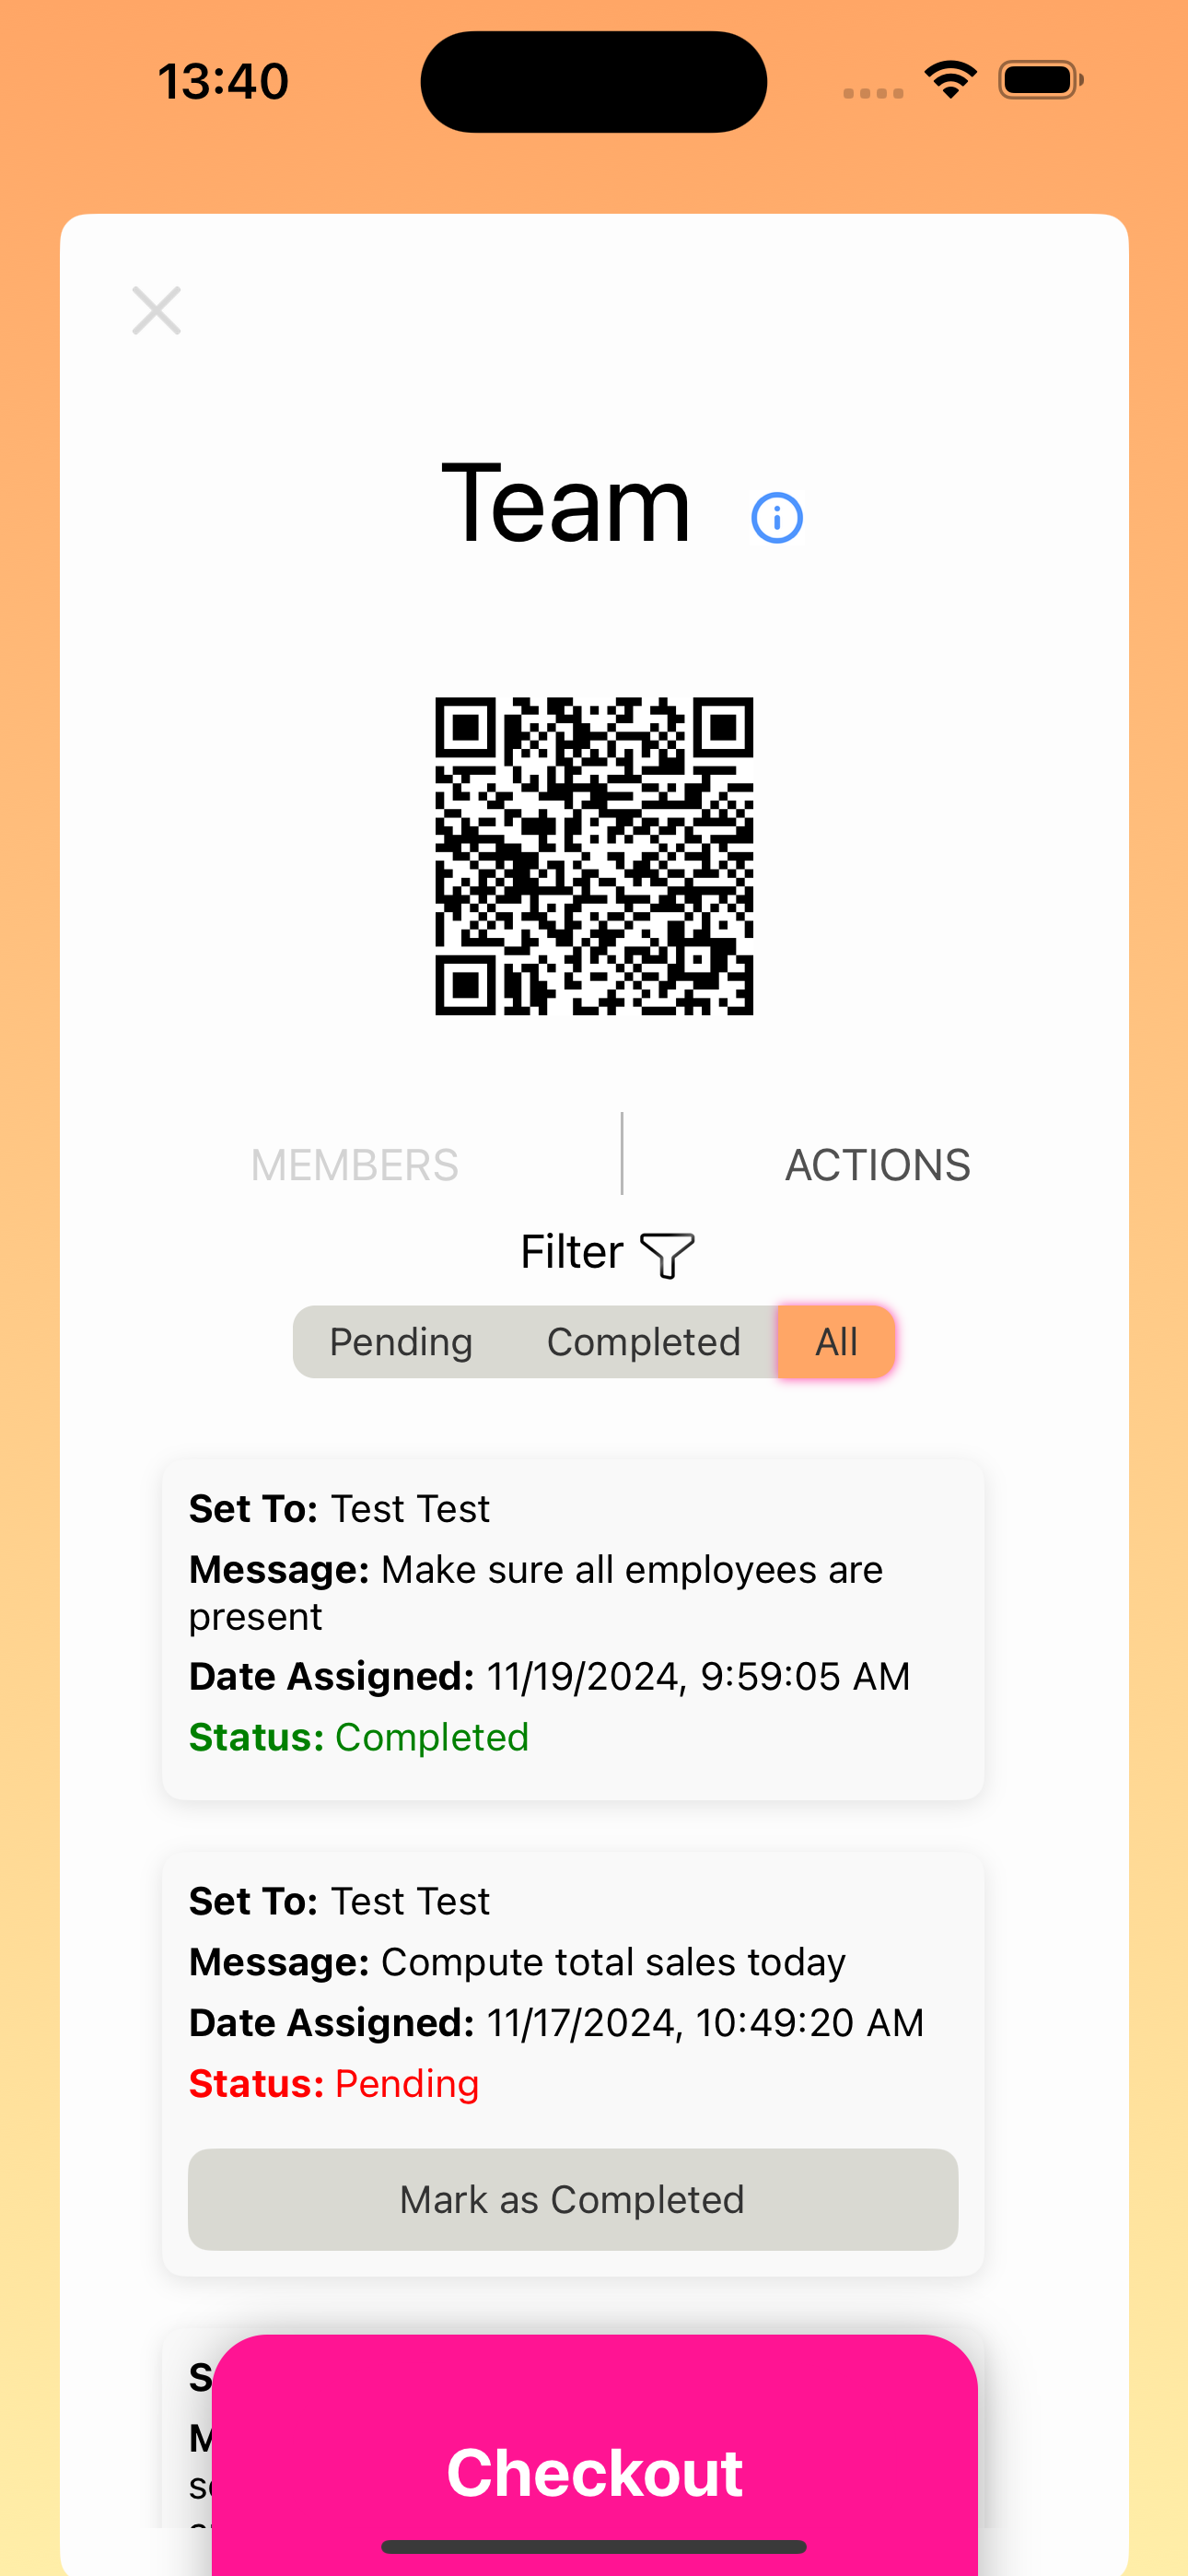 13:40
Team
MEMBERS
ACTIONS
Filter
Pending
Completed
All
Set To: Test Test
Message: Make sure all employees are
present
Date Assigned: 11/19/2024, 9:59:05 AM
Status: Completed
Set To: Test Test
Message: Compute total sales today
Date Assigned: 11/17/2024, 10:49:20 AM
Status: Pending
Mark as Completed
Checkout